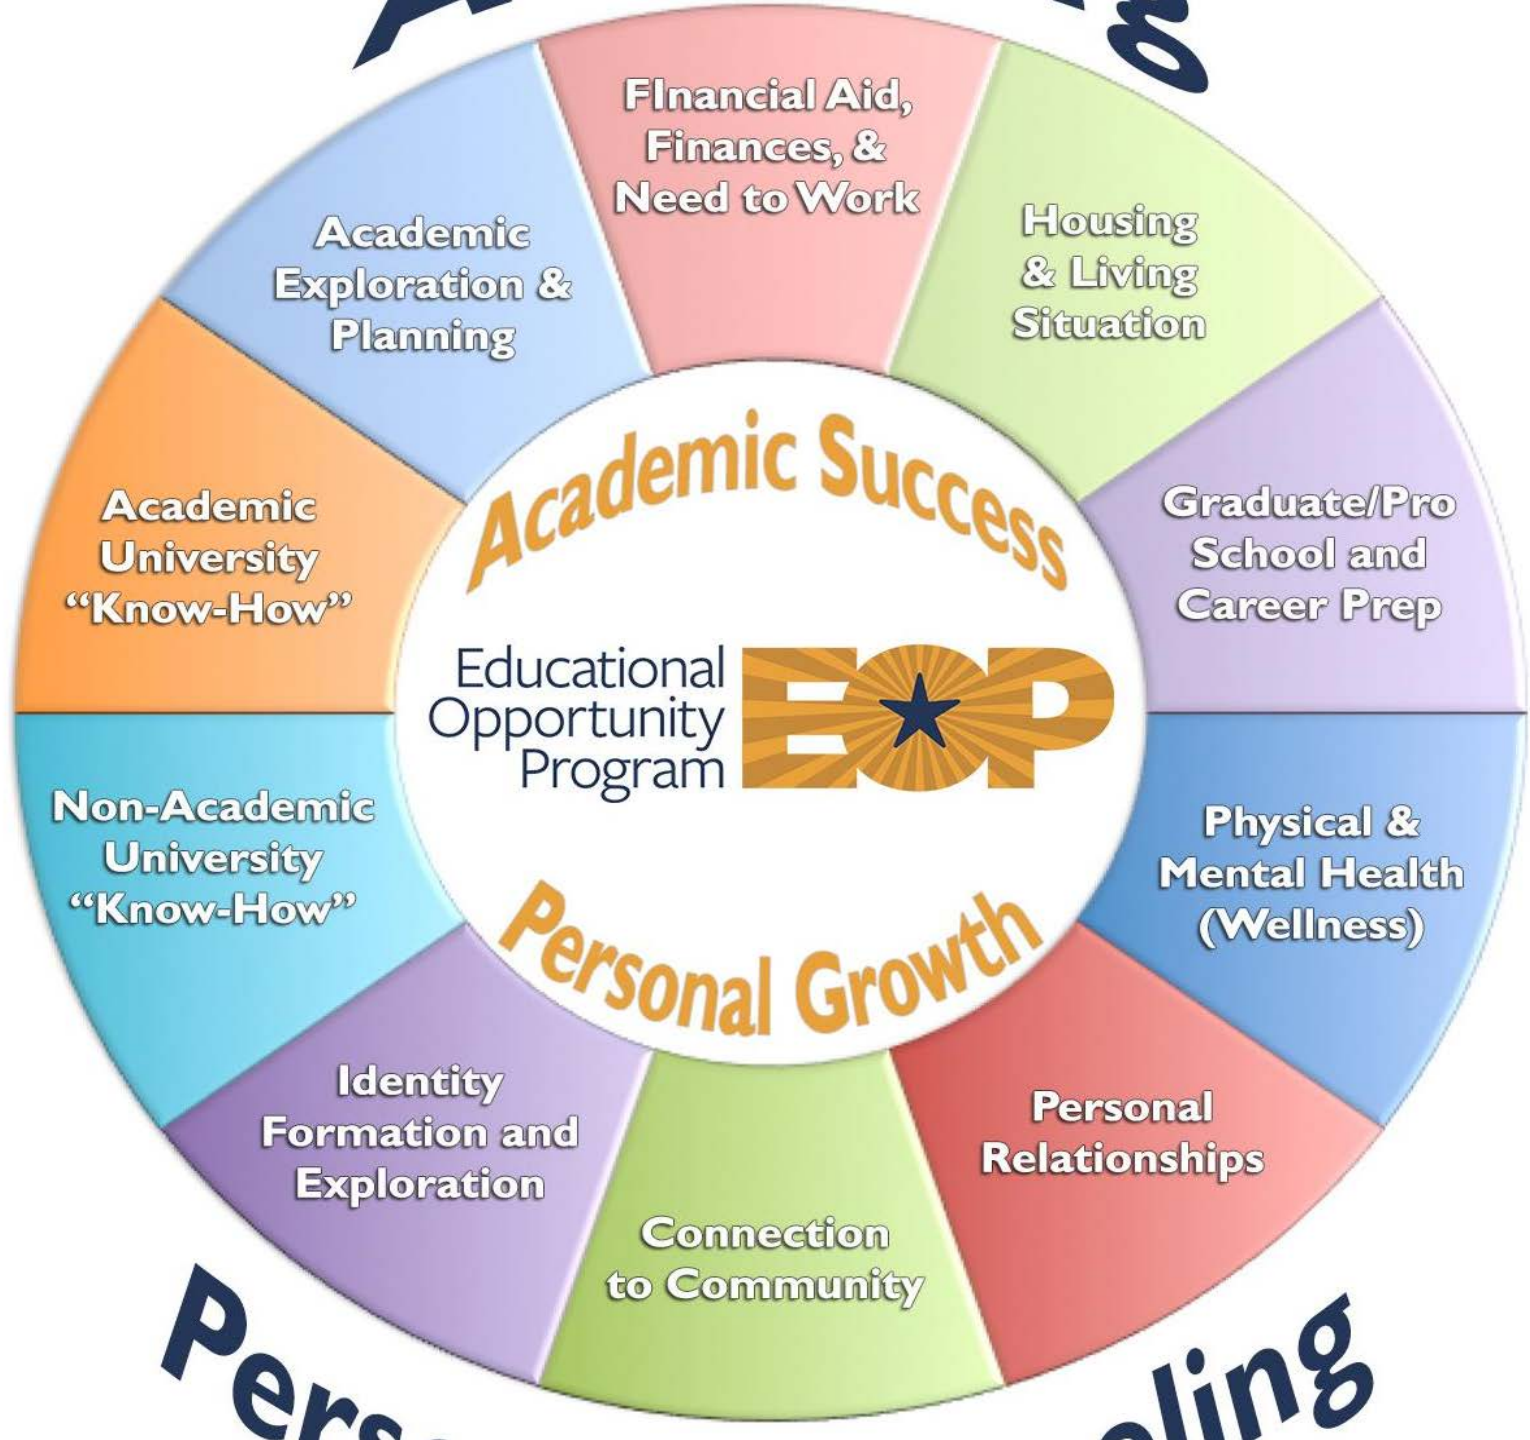 FInancial Aid,
Finances, &
Need to Work
Housing
& Living
Situation
Graduate/Pro
School and
Career Prep
Physical &
Mental Health
(Wellness)
Personal
Relationships
Connection
to Community
Identity
Formation and
Exploration
Non-Academic
University
“Know-How”
Academic
University
“Know-How”
Academic
Exploration &
Planning
Academic Success
Educational
Opportunity
Program
EOP
Personal Growth